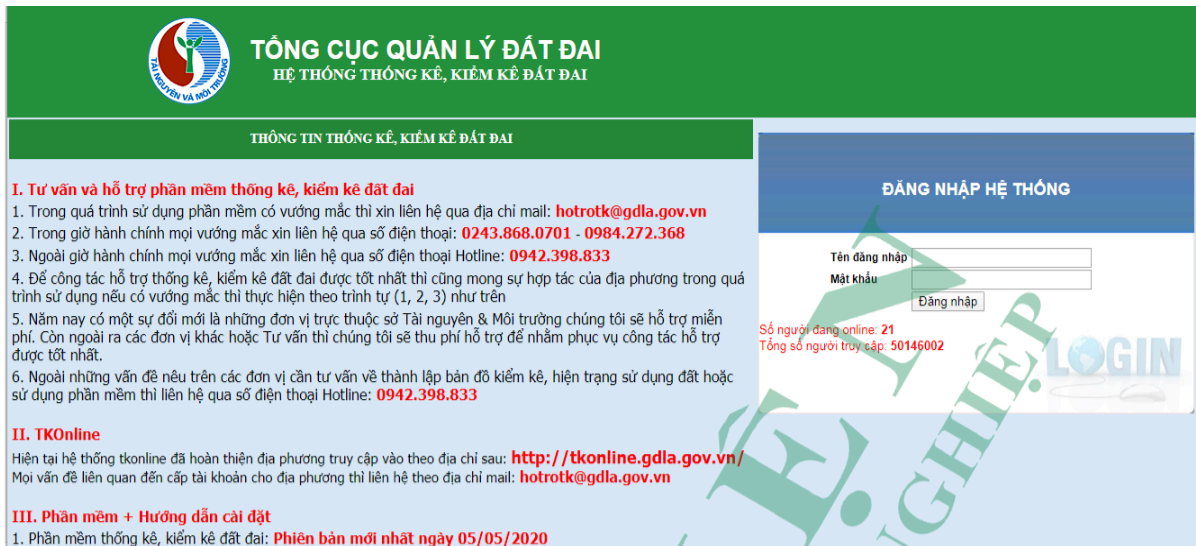 TỔNG CỤC QUẢN LÝ ĐẤT ĐAI
HỆ THỐNG THỐNG KÊ, KIỂM KÊ ĐẤT ĐAI
TÀI NGUYÊN VÀ MÔI TRƯỜNG
THÔNG TIN THỐNG KÊ, KIỂM KÊ ĐẤT ĐAI
I. Tư vấn và hỗ trợ phần mềm thống kê, kiểm kê đất đai
1. Trong quá trình sử dụng phần mềm có vướng mắc thì xin liên hệ qua địa chỉ mail: hotrotk@gdla.gov.vn
2. Trong giờ hành chính mọi vướng mắc xin liên hệ qua số điện thoại: 0243.868.0701 - 0984.272.368
3. Ngoài giờ hành chính mọi vướng mắc xin liên hệ qua số điện thoại Hotline: 0942.398.833
4. Để công tác hỗ trợ thống kê, kiểm kê đất đai được tốt nhất thì cũng mong sự hợp tác của địa phương trong quá
trình sử dụng nếu có vướng mắc thì thực hiện theo trình tự (1, 2, 3) như trên
5. Năm nay có một sự đổi mới là những đơn vị trực thuộc sở Tài nguyên & Môi trường chúng tôi sẽ hỗ trợ miễn
phí. Còn ngoài ra các đơn vị khác hoặc Tư vấn thì chúng tôi sẽ thu phí hỗ trợ để nhằm phục vụ công tác hỗ trợ
được tốt nhất.
6. Ngoài những vấn đề nêu trên các đơn vị cần tư vấn về thành lập bản đồ kiểm kê, hiện trạng sử dụng đất hoặc
sử dụng phần mềm thì liên hệ qua số điện thoại Hotline: 0942.398.833
II. TKOnline
Hiện tại hệ thống tkonline đã hoàn thiện địa phương truy cập vào theo địa chỉ sau: http://tkonline.gdla.gov.vn/
Mọi vấn đề liên quan đến cấp tài khoản cho địa phương thì liên hệ theo địa chỉ mail: hotrotk@gdla.gov.vn
III. Phần mềm + Hướng dẫn cài đặt
1. Phần mềm thống kê, kiểm kê đất đai: Phiên bản mới nhất ngày 05/05/2020
ĐĂNG NHẬP HỆ THỐNG
Tên đăng nhập
Mật khẩu
Đăng nhập
Số người đang online: 21
Tổng số người truy cập: 50146002
LOGIN
ỆN
NGHIỆP